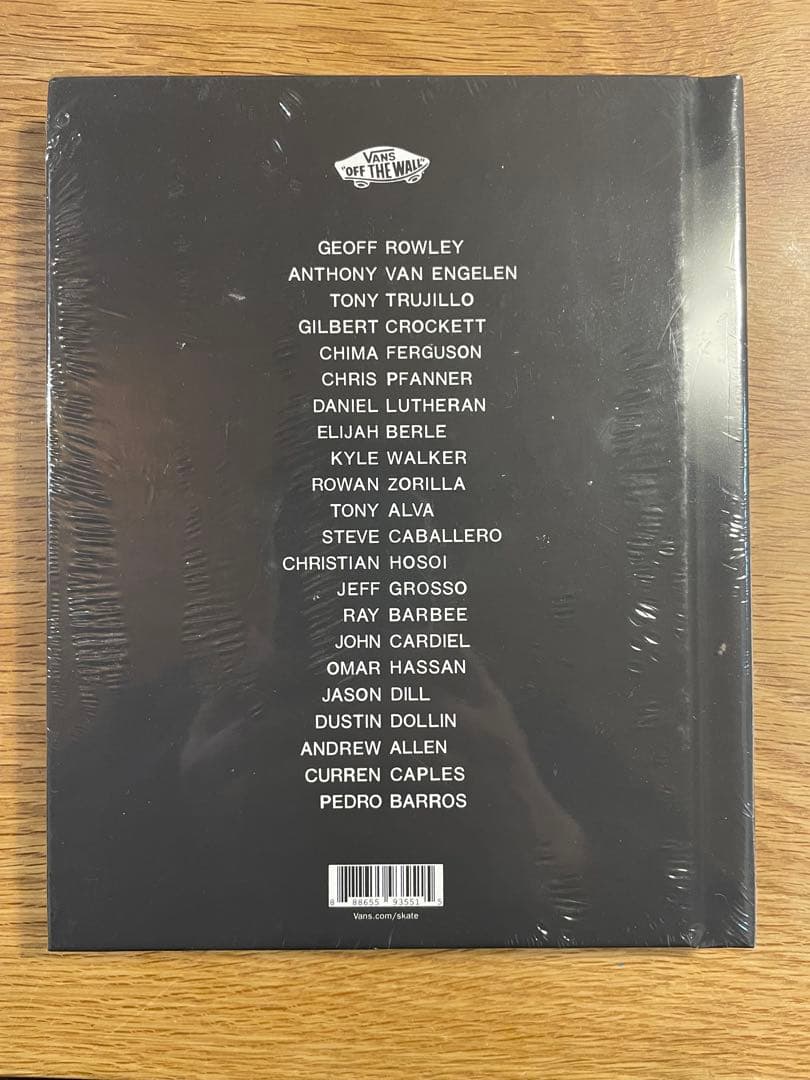 VANS
"OFF THE WALL"
GEOFF ROWLEY
ANTHONY VAN ENGELEN
TONY TRUJILLO
GILBERT CROCKETT
CHIMA FERGUSON
CHRIS PFANNER
DANIEL LUTHERAN
ELIJAH BERLE
KYLE WALKER
ROWAN ZORILLA
TONY ALVA
STEVE CABALLERO
CHRISTIAN HOSOI
JEFF GROSSO
RAY BARBEE
JOHN CARDIEL
OMAR HASSAN
JASON DILL
DUSTIN DOLLIN
ANDREW ALLEN
CURREN CAPLES
PEDRO BARROS
8 88655 93551 5
Vans.com/skate